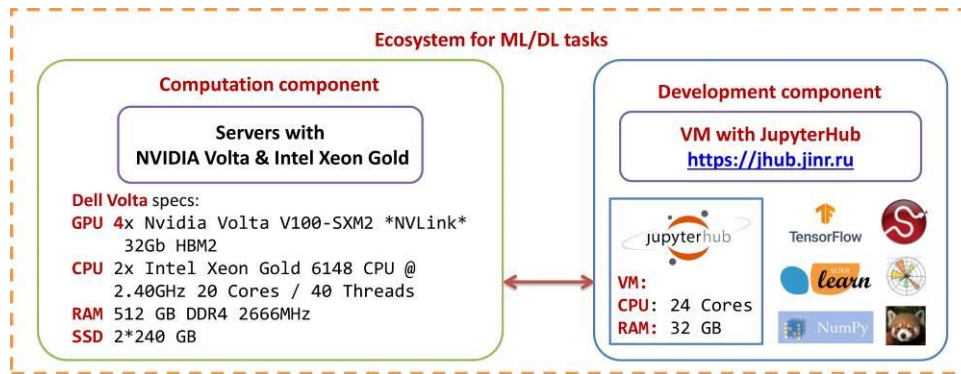 Ecosystem for ML/DL tasks
Computation component
Servers with
NVIDIA Volta & Intel Xeon Gold
Dell Volta specs:
GPU 4x Nvidia Volta V100-SXM2 *NVLink*
32Gb HBM2
CPU 2x Intel Xeon Gold 6148 CPU @
2.40GHz 20 Cores / 40 Threads
RAM 512 GB DDR4 2666MHz
SSD 2*240 GB
Development component
VM with JupyterHub
https://jhub.jinr.ru
jupyterhub
VM:
CPU: 24 Cores
RAM: 32 GB
TensorFlow
scikit
learn
NumPy